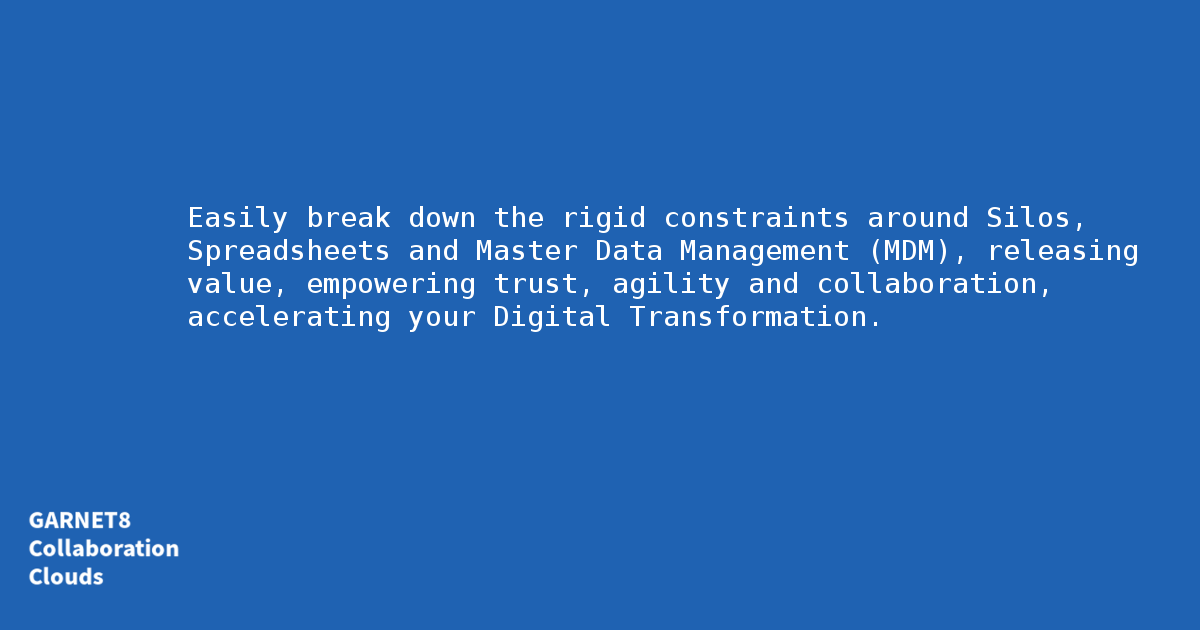 Easily break down the rigid constraints around Silos,
Spreadsheets and Master Data Management (MDM), releasing
value, empowering trust, agility and collaboration,
accelerating your Digital Transformation.
GARNET8
Collaboration
Clouds